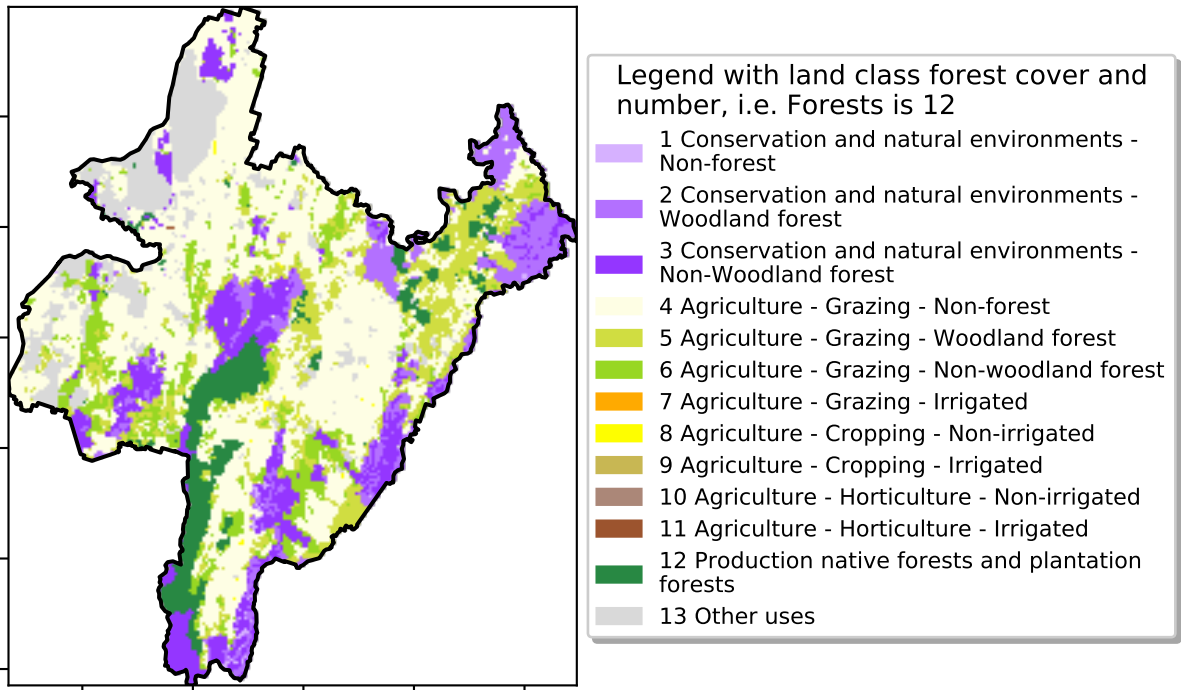 Legend with land class forest cover and
number, i.e. Forests is 12
1 Conservation and natural environments -
Non-forest
2 Conservation and natural environments -
Woodland forest
3 Conservation and natural environments -
Non-Woodland forest
4 Agriculture - Grazing - Non-forest
5 Agriculture - Grazing - Woodland forest
6 Agriculture - Grazing - Non-woodland forest
7 Agriculture - Grazing - Irrigated
8 Agriculture - Cropping - Non-irrigated
9 Agriculture - Cropping - Irrigated
10 Agriculture - Horticulture - Non-irrigated
11 Agriculture - Horticulture - Irrigated
12 Production native forests and plantation
forests
13 Other uses